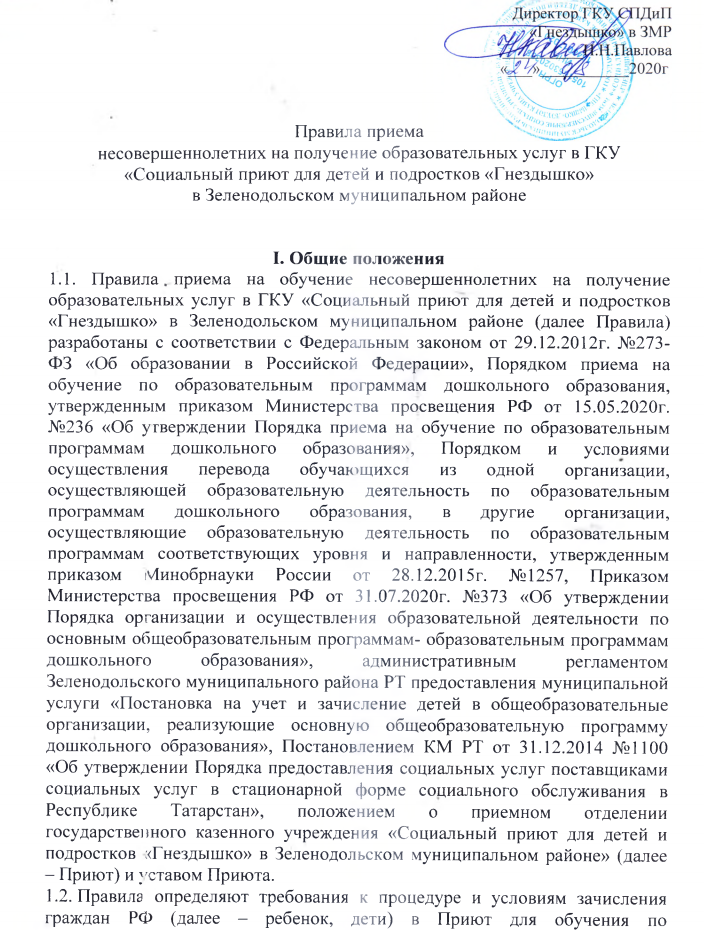 Директор ГКУ СПДиП
«Гнездышко» в ЗМР
Н.Н.Павлова
«21» 2020г
Правила приема
несовершеннолетних на получение образовательных услуг в ГКУ
«Социальный приют для детей и подростков «Гнездышко»
в Зеленодольском муниципальном районе
I. Общие положения
1.1. Правила приема на обучение несовершеннолетних на получение
образовательных услуг в ГКУ «Социальный приют для детей и подростков
«Гнездышко» в Зеленодольском муниципальном районе (далее Правила)
разработаны с соответствии с Федеральным законом от 29.12.2012г. №273-
ФЗ «Об образовании в Российской Федерации», Порядком приема на
обучение по образовательным программам дошкольного образования,
утвержденным приказом Министерства просвещения РФ от 15.05.2020г.
№236 «Об утверждении Порядка приема на обучение по образовательным
программам дошкольного образования», Порядком и условиями
осуществления перевода обучающихся из одной организации,
осуществляющей образовательную деятельность по образовательным
программам дошкольного образования, в другие организации,
осуществляющие образовательную деятельность по образовательным
программам соответствующих уровня и направленности, утвержденным
приказом Минобрнауки России от 28.12.2015г. №1257, Приказом
Министерства просвещения РФ от 31.07.2020г. №373 «Об утверждении
Порядка организации и осуществления образовательной деятельности по
основным общеобразовательным программам- образовательным программам
дошкольного образования», административным регламентом
Зеленодольского муниципального района РТ предоставления муниципальной
услуги «Постановка на учет и зачисление детей в общеобразовательные
организации, реализующие основную общеобразовательную программу
дошкольного образования», Постановлением КМ РТ от 31.12.2014 №1100
«Об утверждении Порядка предоставления социальных услуг поставщиками
социальных услуг в стационарной форме социального обслуживания в
Республике Татарстан», положением о приемном отделении
государственного казенного учреждения «Социальный приют для детей и
подростков «Гнездышко» в Зеленодольском муниципальном районе» (далее
– Приют) и уставом Приюта.
1.2. Правила определяют требования к процедуре и условиям зачисления
граждан РФ (далее – ребенок, дети) в Приют для обучения по